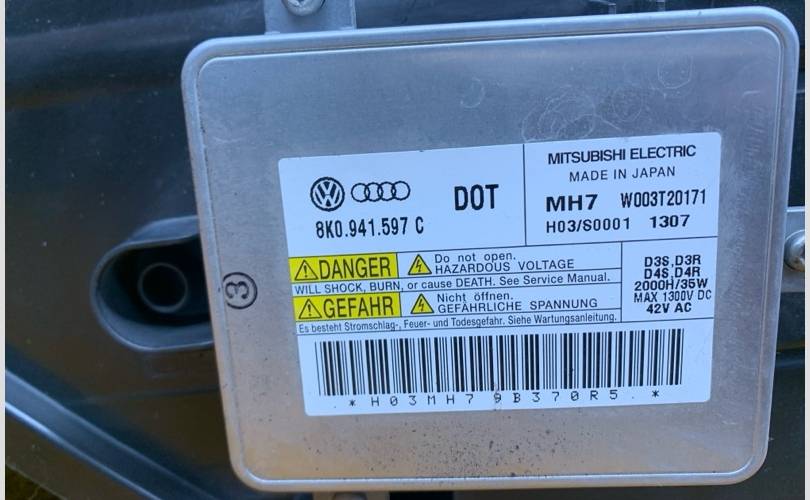 8K0.941.597 C
DOT
MITSUBISHI ELECTRIC
MADE IN JAPAN
MH7 W003T20171
H03/S0001 1307
DANGER
Do not open.
HAZARDOUS VOLTAGE
WILL SHOCK, BURN, or cause DEATH. See Service Manual.
GEFAHR
Nicht öffnen.
GEFÄHRLICHE SPANNUNG
Es besteht Stromschlag-, Feuer- und Todesgefahr. Siehe Wartungsanleitung.
D3S,D3R
D4S,D4R
2000H/35W
MAX 1300V DC
42V AC
*H03MH79B370R5.*
3